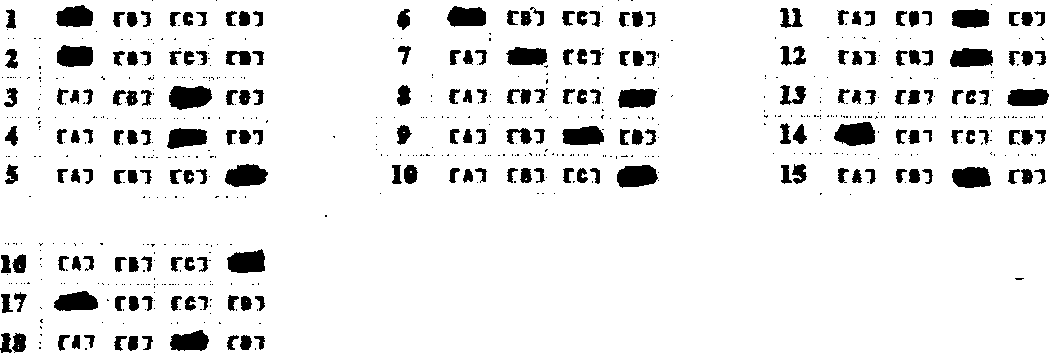 1 [B] [C] [D]
2 [B] [C] [D]
3 [A] [B] [D]
4 [A] [B] [D]
5 [A] [B] [C]
6 [B] [C] [D]
7 [A] [C] [D]
8 [A] [B] [C]
9 [A] [B] [D]
10 [A] [B] [C]
11 [A] [B] [D]
12 [A] [B] [D]
13 [A] [B] [C]
14 [B] [C] [D]
15 [A] [B] [D]
16 [A] [B] [C]
17 [B] [C] [D]
18 [A] [B] [D]